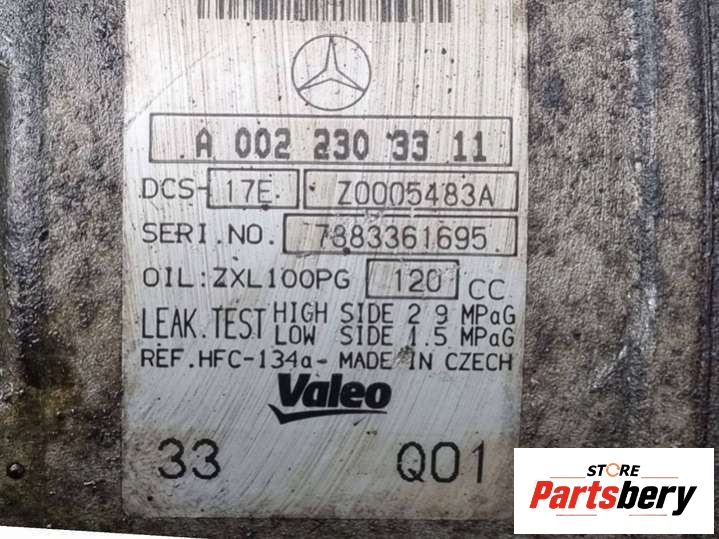 A 002 230 33 11
DCS- 17E Z0005483A
SERI.NO. 7383361695
OIL:ZXL100PG 120 CC
LEAK.TEST HIGH SIDE 2.9 MPaG
LOW SIDE 1.5 MPaG
REF.HFC-134a- MADE IN CZECH
Valeo
33 Q01
STORE
Partsbery